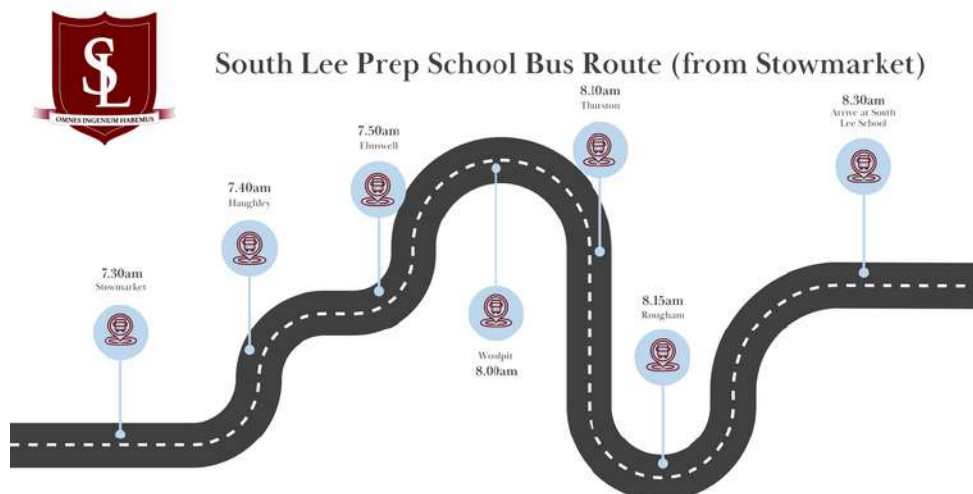 SL
OMNES INGENIUM HABEMUS
South Lee Prep School Bus Route (from Stowmarket)
7.30am
Stowmarket
7.40am
Haughley
7.50am
Elmswell
Woolpit
8.00am
8.10am
Thurston
8.15am
Rougham
8.30am
Arrive at South
Lee School